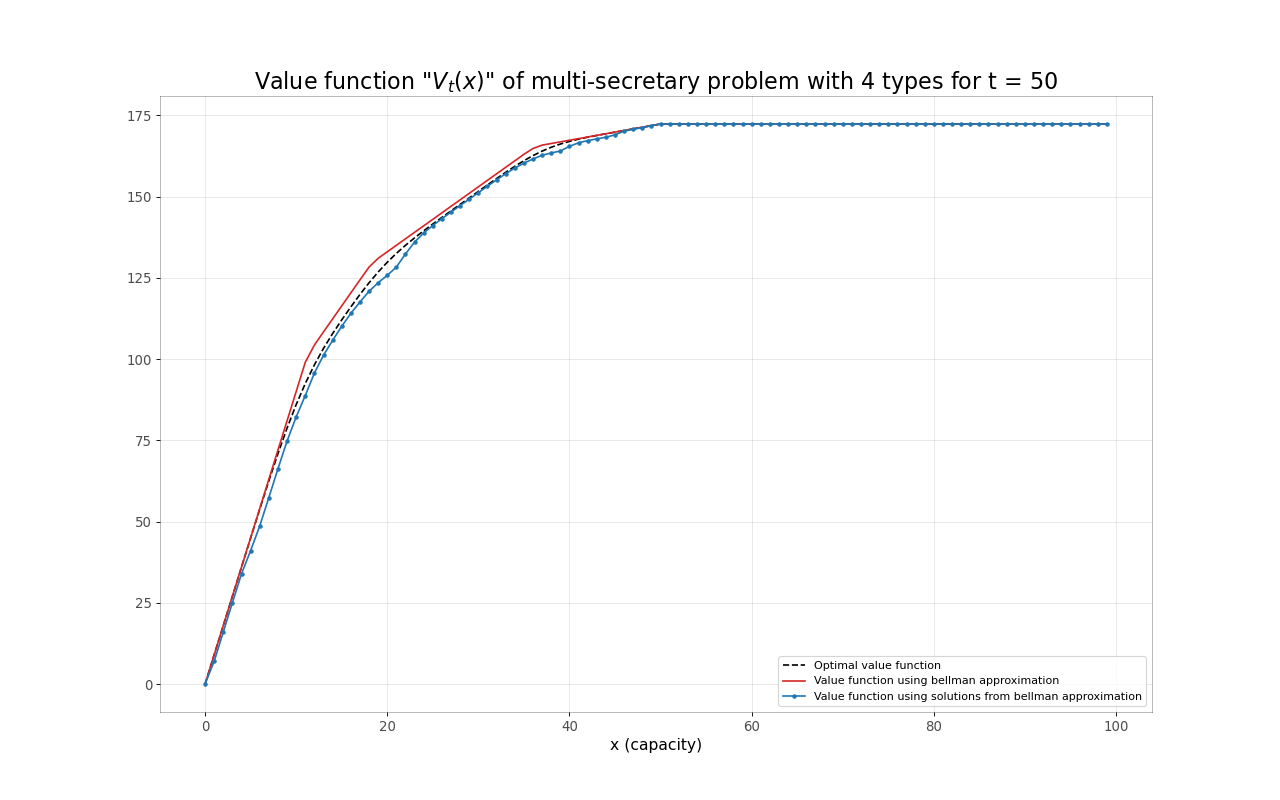 Value function "V_t(x)" of multi-secretary problem with 4 types for t = 50
175
150
125
100
75
50
25
0
0 20 40 60 80 100
x (capacity)
Optimal value function
Value function using bellman approximation
Value function using solutions from bellman approximation